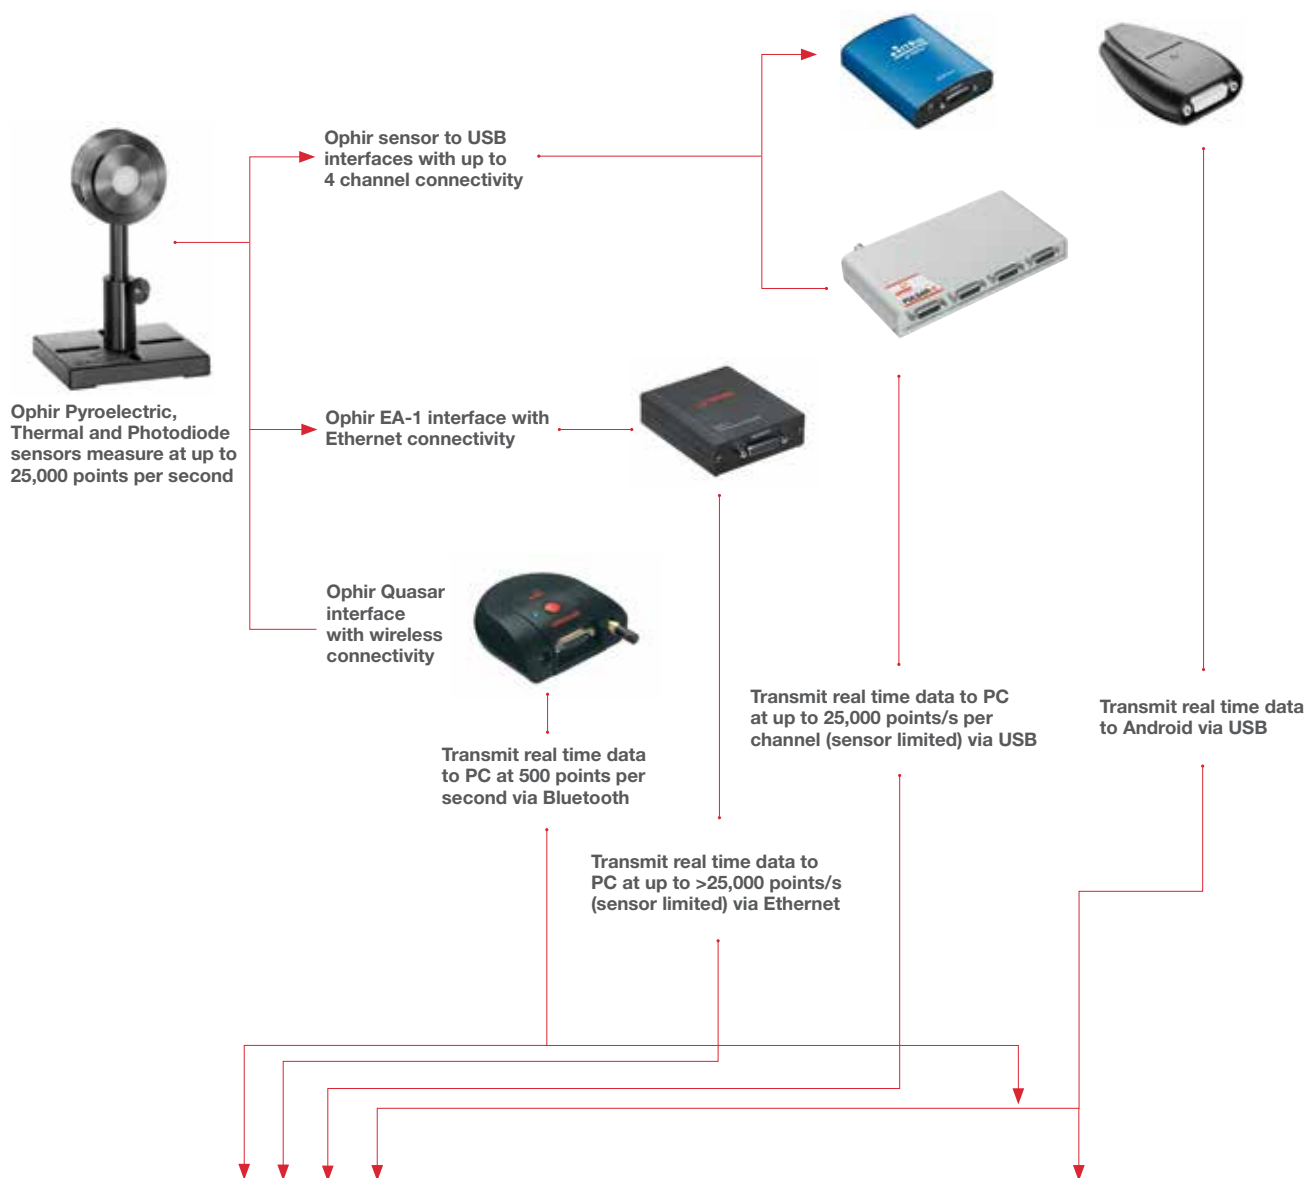 Ophir sensor to USB
interfaces with up to
4 channel connectivity
Ophir Pyroelectric,
Thermal and Photodiode
sensors measure at up to
25,000 points per second
Ophir EA-1 interface with
Ethernet connectivity
Ophir Quasar
interface
with wireless
connectivity
Transmit real time data
to PC at 500 points per
second via Bluetooth
Transmit real time data to
PC at up to >25,000 points/s
(sensor limited) via Ethernet
Transmit real time data to PC
at up to 25,000 points/s per
channel (sensor limited) via USB
Transmit real time data
to Android via USB